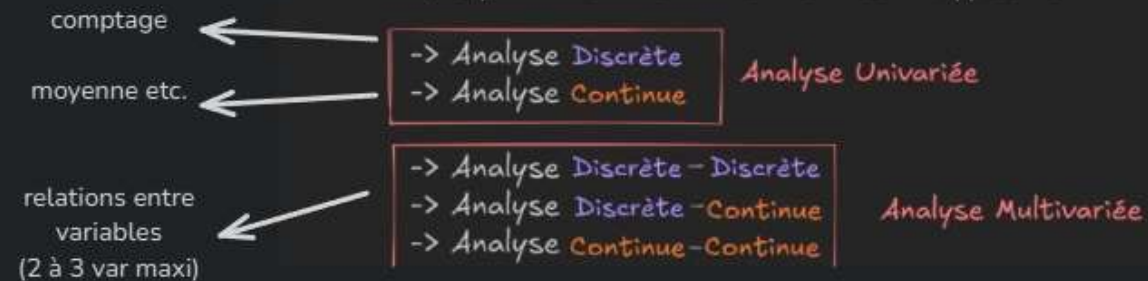 comptage
-> Analyse Discrète
-> Analyse Continue
Analyse Univariée
moyenne etc.
-> Analyse Discrète-Discrète
-> Analyse Discrète-Continue
-> Analyse Continue-Continue
Analyse Multivariée
relations entre
variables
(2 à 3 var maxi)